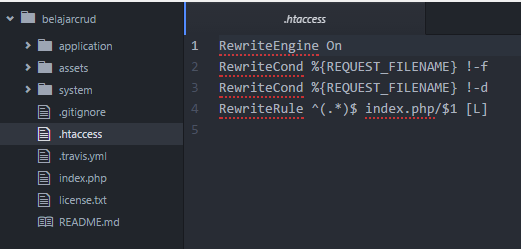 belajarcrud
application
assets
system
.gitignore
.htaccess
.travis.yml
index.php
license.txt
README.md
.htaccess
1 RewriteEngine On
2 RewriteCond %{REQUEST_FILENAME} !-f
3 RewriteCond %{REQUEST_FILENAME} !-d
4 RewriteRule ^(.*)$ index.php/$1 [L]
5